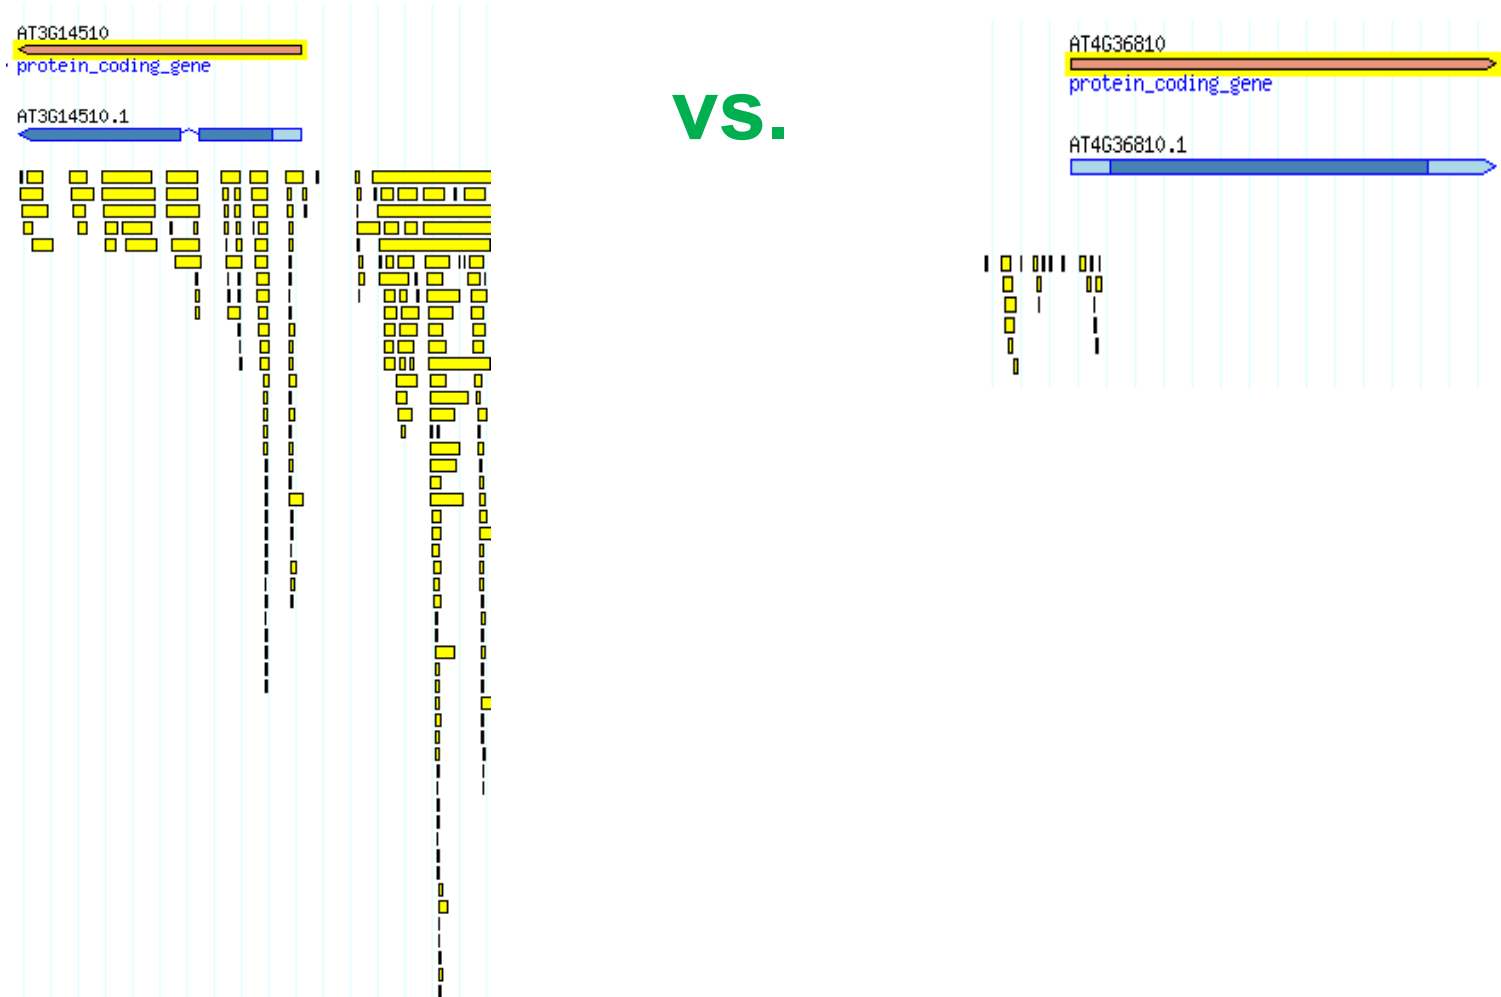 AT3G14510
protein_coding_gene
AT3G14510.1
vs.
AT4G36810
protein_coding_gene
AT4G36810.1